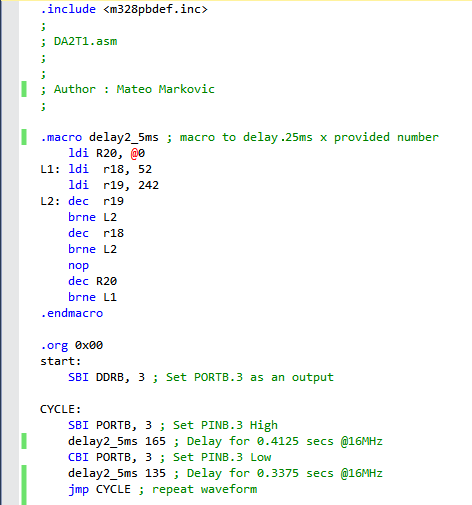 .include <m328pbdef.inc>
;
; DA2T1.asm
;
;
; Author : Mateo Markovic
;
.macro delay2_5ms ; macro to delay.25ms x provided number
    ldi R20, @0
L1: ldi  r18, 52
    ldi  r19, 242
L2: dec  r19
    brne L2
    dec  r18
    brne L2
    nop
    dec R20
    brne L1
.endmacro
.org 0x00
start:
    SBI DDRB, 3 ; Set PORTB.3 as an output
CYCLE:
    SBI PORTB, 3 ; Set PINB.3 High
    delay2_5ms 165 ; Delay for 0.4125 secs @16MHz
    CBI PORTB, 3 ; Set PINB.3 Low
    delay2_5ms 135 ; Delay for 0.3375 secs @16MHz
    jmp CYCLE ; repeat waveform